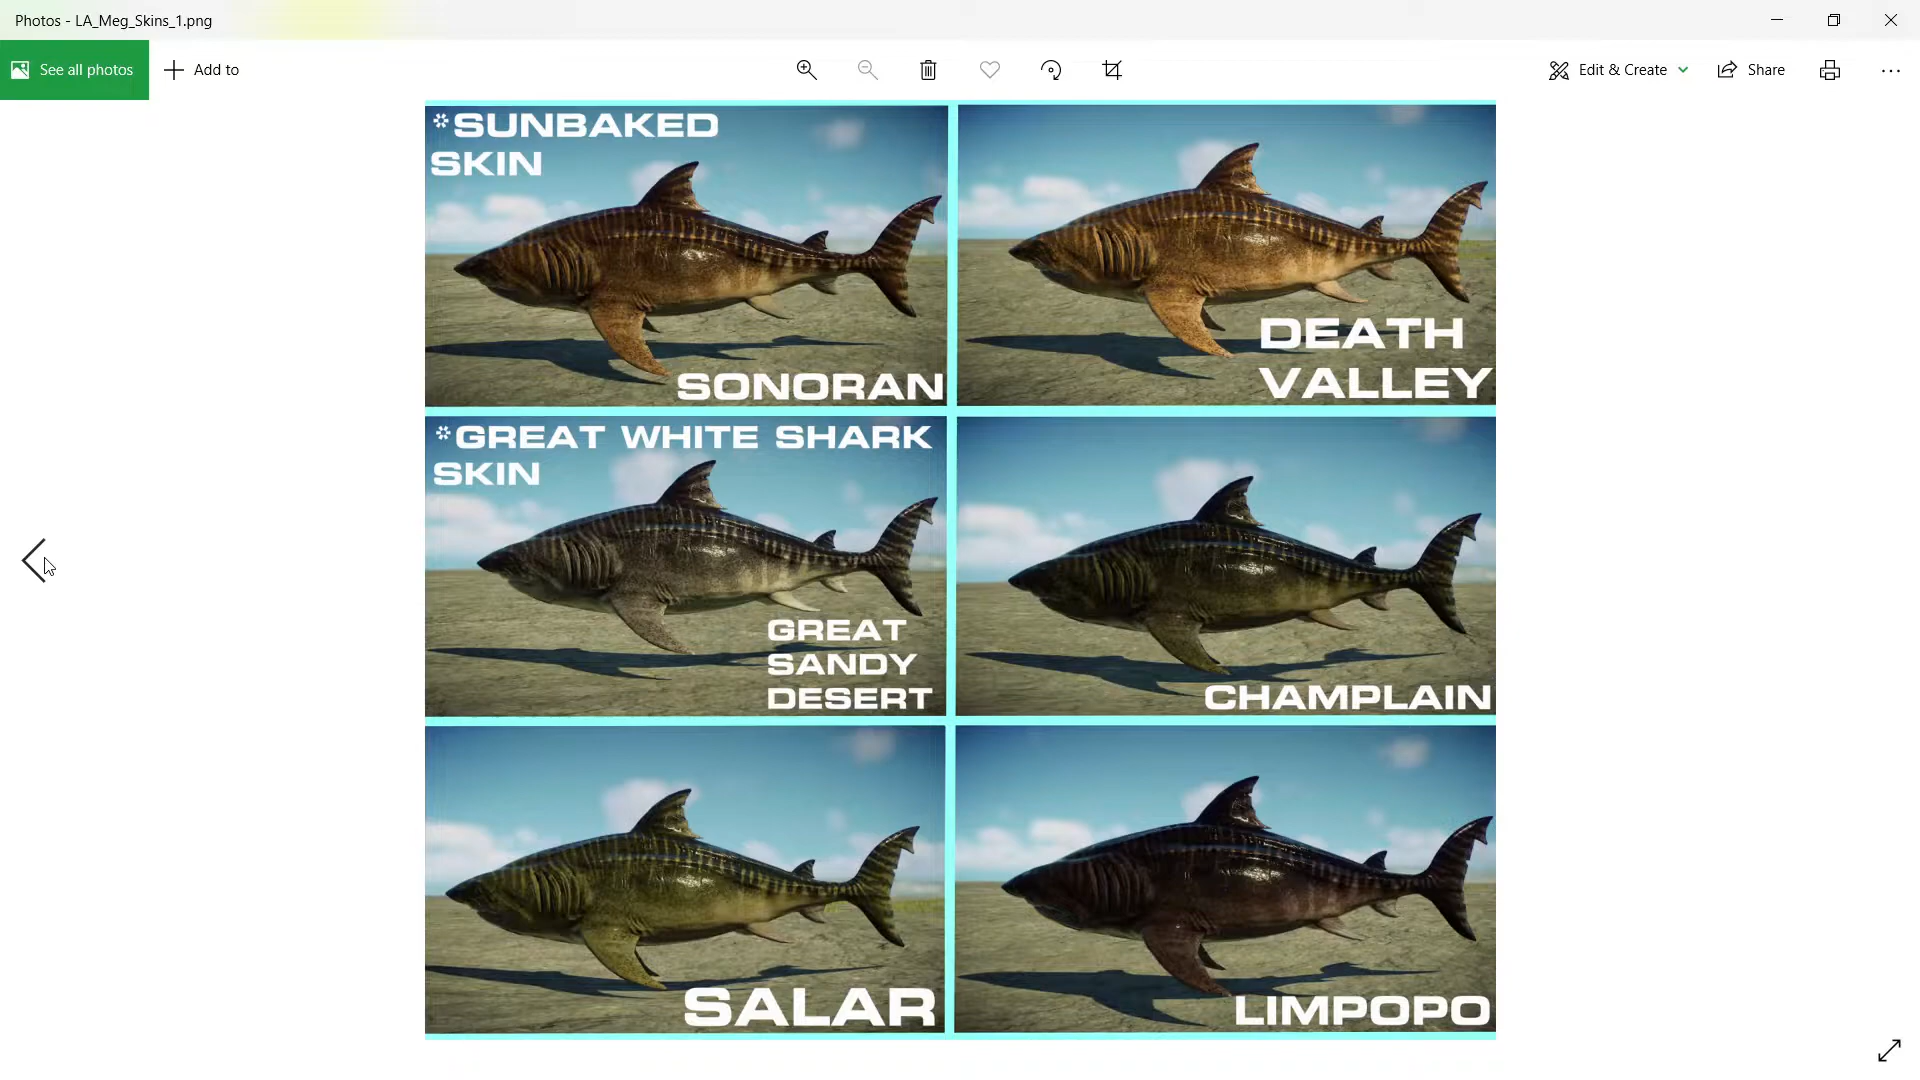 Photos - LA_Meg_Skins_1.png
See all photos
Add to
Edit & Create
Share
*SUNBAKED
SKIN
SONORAN
DEATH
VALLEY
*GREAT WHITE SHARK
SKIN
GREAT
SANDY
DESERT
CHAMPLAIN
SALAR
LIMPOPO